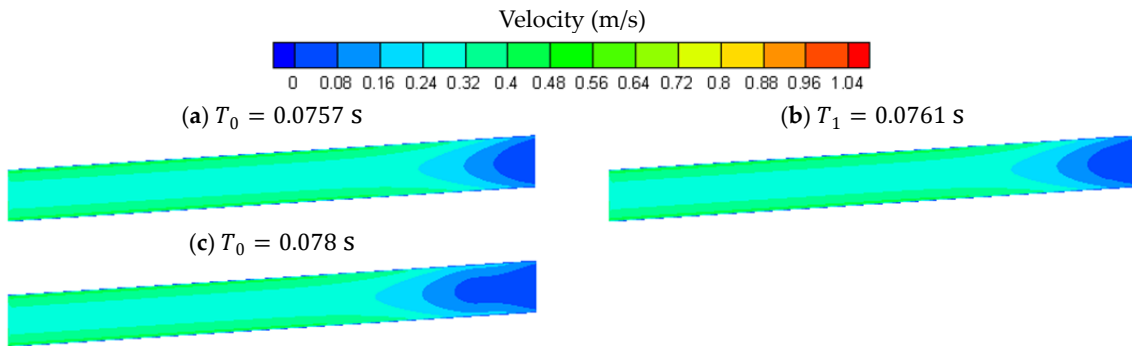 Velocity (m/s)
0 0.08 0.16 0.24 0.32 0.4 0.48 0.56 0.64 0.72 0.8 0.88 0.96 1.04
(a) T₀ = 0.0757 s
(b) T₁ = 0.0761 s
(c) T₀ = 0.078 s